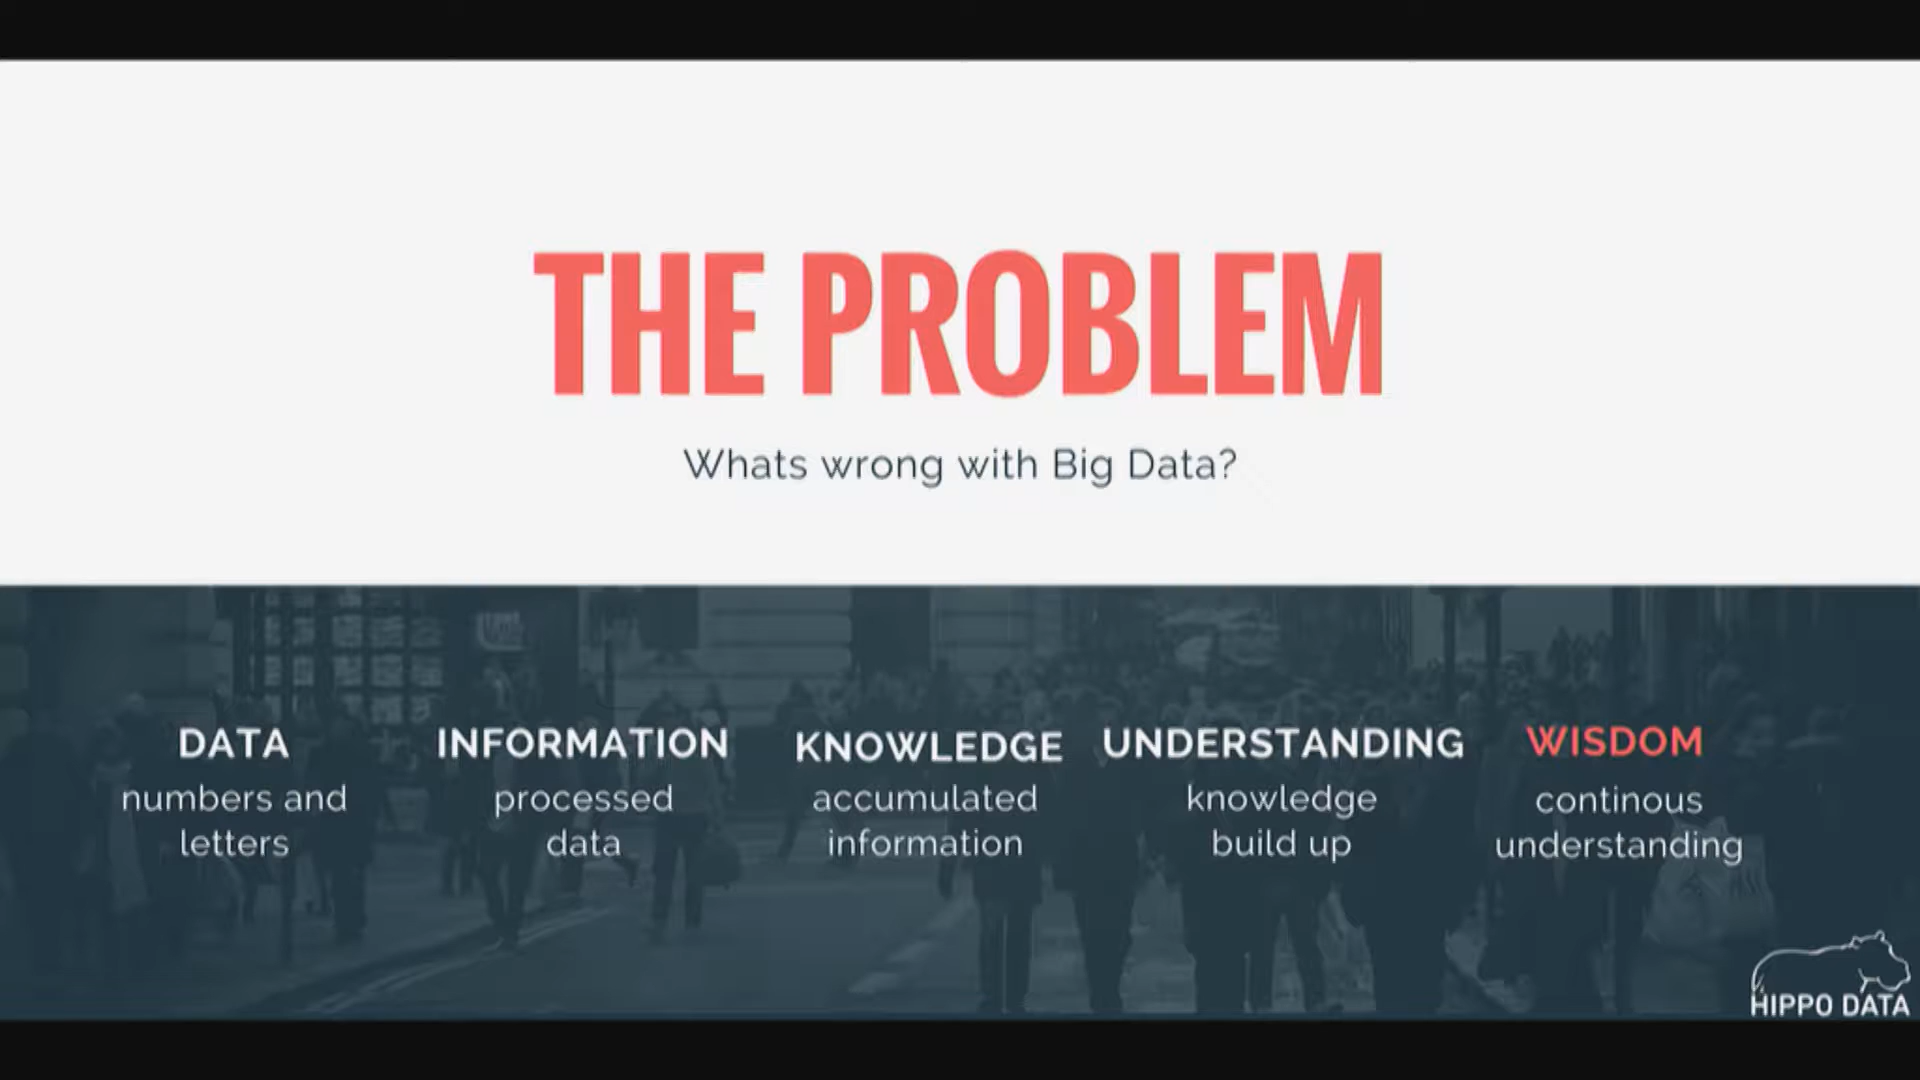 THE PROBLEM
Whats wrong with Big Data?
DATA
numbers and
letters
INFORMATION
processed
data
KNOWLEDGE
accumulated
information
UNDERSTANDING
knowledge
build up
WISDOM
continous
understanding
HIPPO DATA